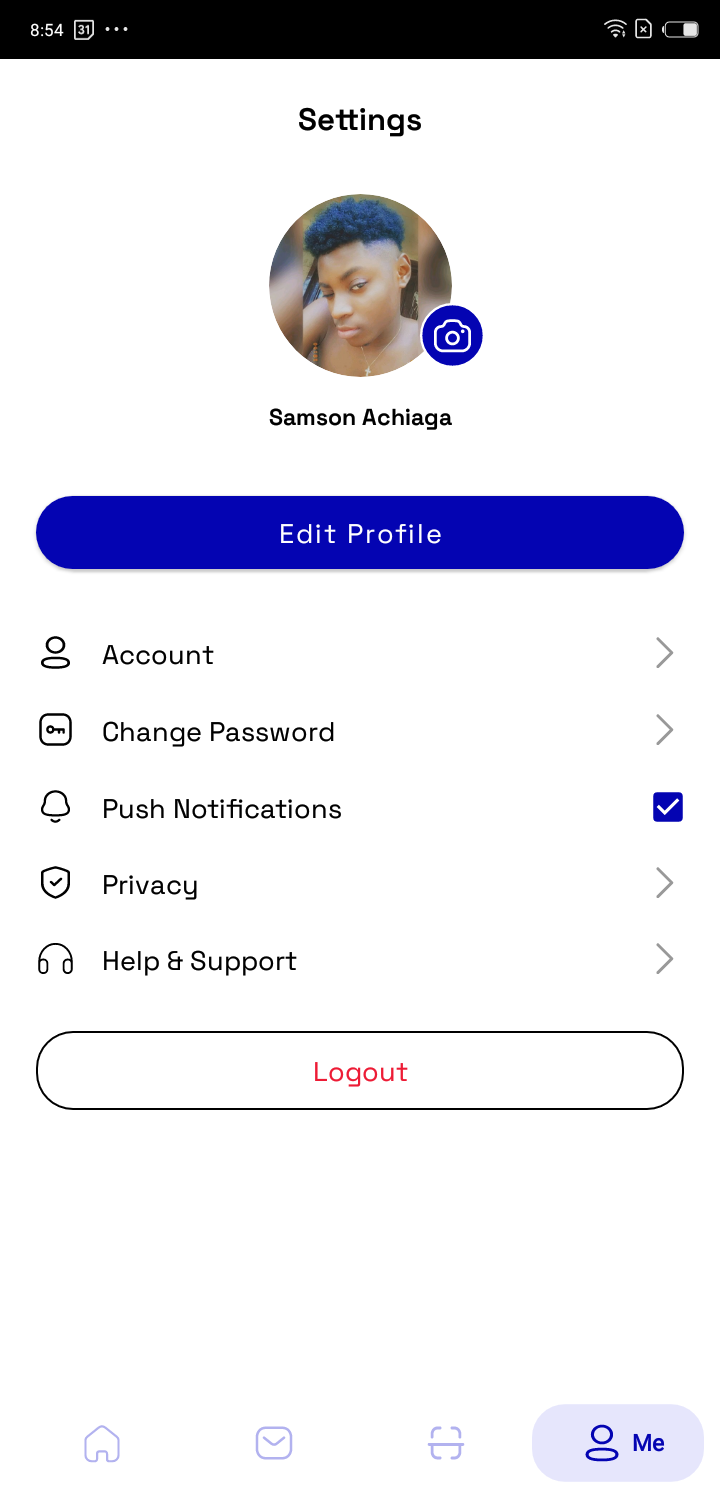 8:54 31
Settings
Samson Achiaga
Edit Profile
Account
Change Password
Push Notifications
Privacy
Help & Support
Logout
Me